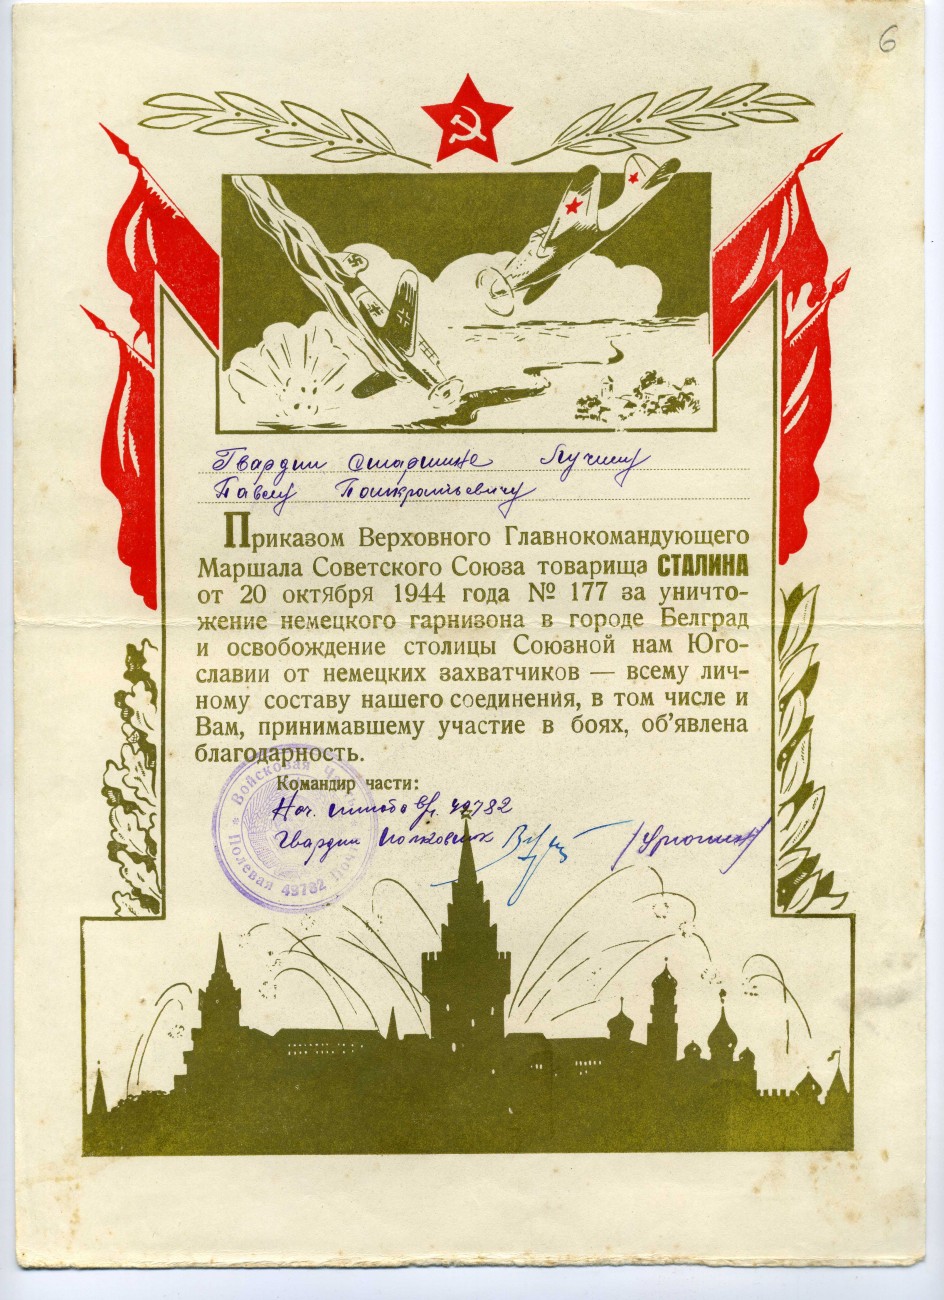 6
Гвардии Старшине Лучину
Павлу Понкратьевичу
Приказом Верховного Главнокомандующего
Маршала Советского Союза товарища СТАЛИНА
от 20 октября 1944 года № 177 за уничто-
жение немецкого гарнизона в городе Белград
и освобождение столицы Союзной нам Юго-
славии от немецких захватчиков — всему лич-
ному составу нашего соединения, в том числе и
Вам, принимавшему участие в боях, об'явлена
благодарность.
Командир части:
Нач. штаба в/ч. 49782
Гвардии Полковник
Войсковая Часть
Полевая Почта 49782